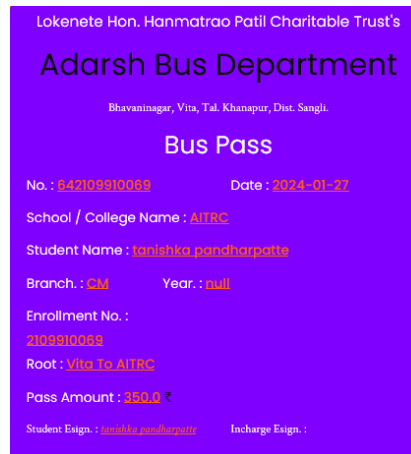 Lokenete Hon. Hanmatrao Patil Charitable Trust's
Adarsh Bus Department
Bhavaninagar, Vita, Tal. Khanapur, Dist. Sangli.
Bus Pass
No. : 642109910069 Date : 2024-01-27
School / College Name : AITRC
Student Name : tanishka pandharpatte
Branch. : CM Year. : null
Enrollment No. :
2109910069
Root : Vita To AITRC
Pass Amount : 350.0 ₹
Student Esign. : tanishka pandharpatte Incharge Esign. :